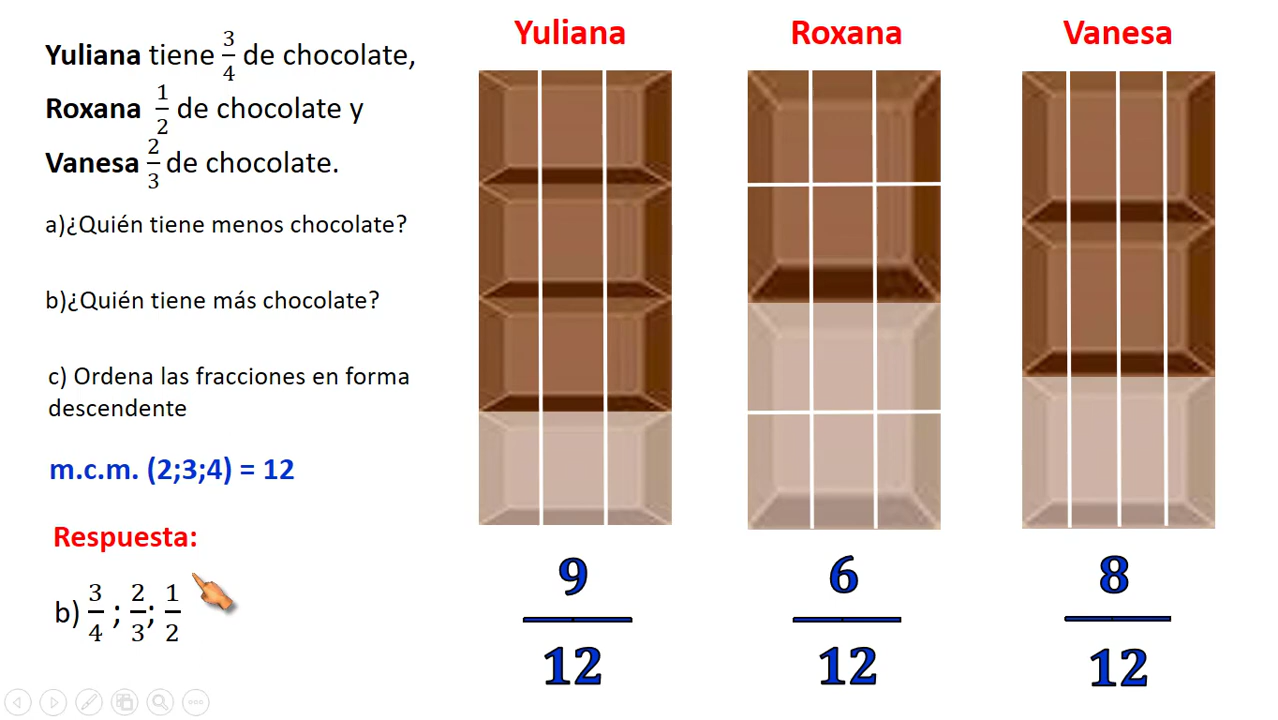 Yuliana tiene 3/4 de chocolate,
Roxana 1/2 de chocolate y
Vanesa 2/3 de chocolate.
a)¿Quién tiene menos chocolate?
b)¿Quién tiene más chocolate?
c) Ordena las fracciones en forma
descendente
m.c.m. (2;3;4) = 12
Respuesta:
b) 3/4 ; 2/3; 1/2
Yuliana
Roxana
Vanesa
9/12
6/12
8/12